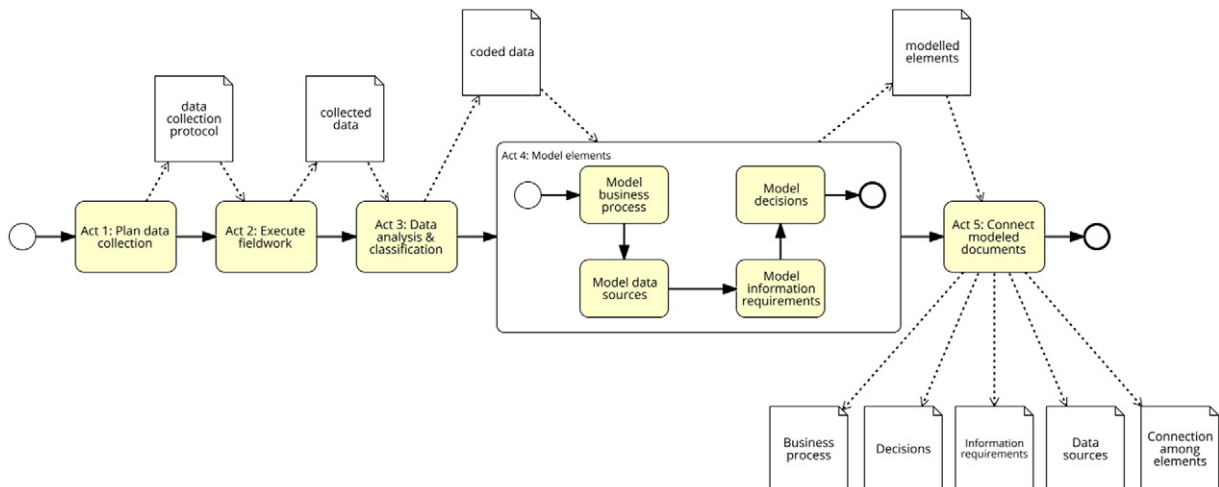 coded data
modelled
elements
data
collection
protocol
collected
data
Act 4: Model elements
Model
business
process
Model
decisions
Act 1: Plan data
collection
Act 2: Execute
fieldwork
Act 3: Data
analysis &
classification
Act 5: Connect
modeled
documents
Model data
sources
Model
information
requirements
Business
process
Decisions
Information
requirements
Data
sources
Connection
among
elements